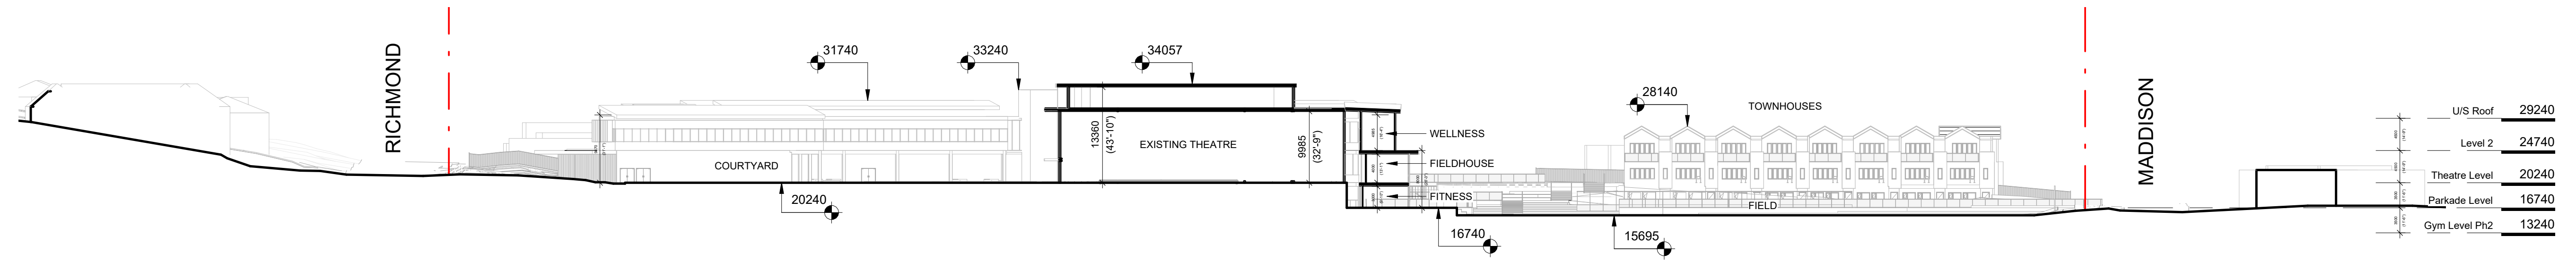 RICHMOND
31740
33240
34057
28140
TOWNHOUSES
MADDISON
U/S Roof 29240
Level 2 24740
Theatre Level 20240
Parkade Level 16740
Gym Level Ph2 13240
COURTYARD
13360
(43'-10")
EXISTING THEATRE
9985
(32'-9")
WELLNESS
FIELDHOUSE
FITNESS
FIELD
20240
16740
15695